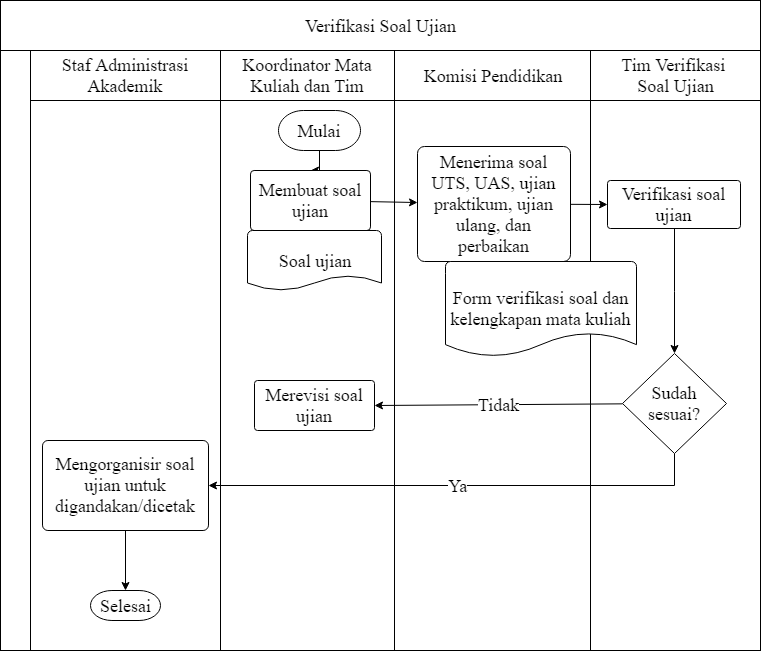 Verifikasi Soal Ujian
Staf Administrasi
Akademik
Koordinator Mata
Kuliah dan Tim
Komisi Pendidikan
Tim Verifikasi
Soal Ujian
Mulai
Membuat soal
ujian
Soal ujian
Menerima soal
UTS, UAS, ujian
praktikum, ujian
ulang, dan
perbaikan
Form verifikasi soal dan
kelengkapan mata kuliah
Verifikasi soal
ujian
Sudah
sesuai?
Tidak
Merevisi soal
ujian
Ya
Mengorganisir soal
ujian untuk
digandakan/dicetak
Selesai